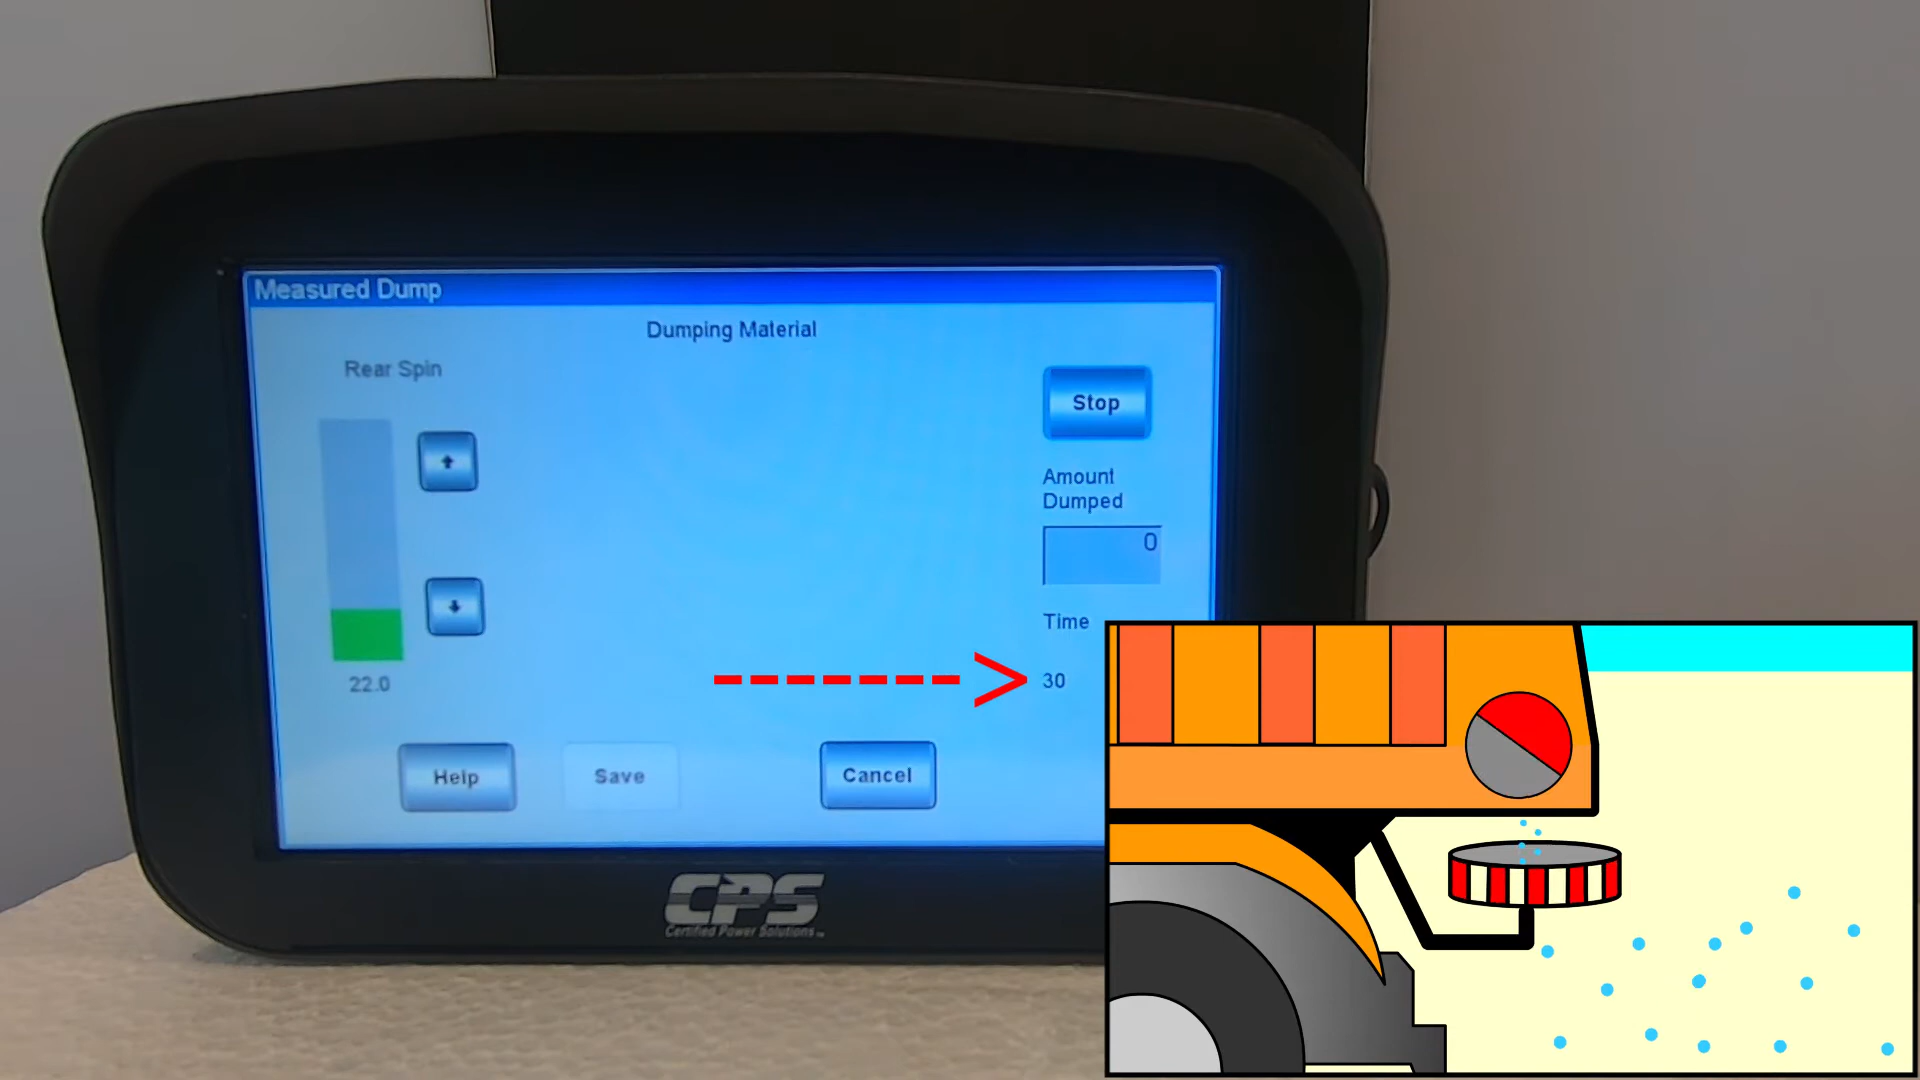 Measured Dump
Dumping Material
Rear Spin
Stop
Amount
Dumped
0
Time
30
22.0
Help
Save
Cancel
CPS
Certified Power Solutions